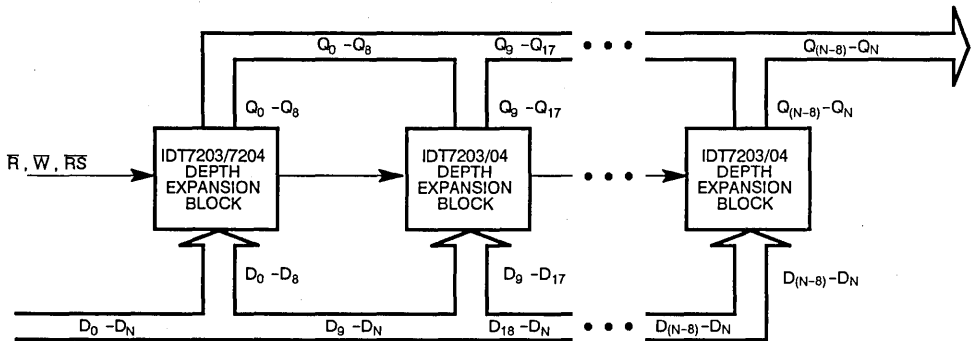 Q0 –Q8
Q9 –Q17
Q(N–8)–QN
Q0 –Q8
Q9 –Q17
Q(N–8)–QN
R̅ , W̅, R̅S̅
IDT7203/7204
DEPTH
EXPANSION
BLOCK
IDT7203/04
DEPTH
EXPANSION
BLOCK
IDT7203/04
DEPTH
EXPANSION
BLOCK
D0 –D8
D9 –D17
D(N–8)–DN
D0 –DN
D9 –DN
D18 –DN
D(N–8)–DN